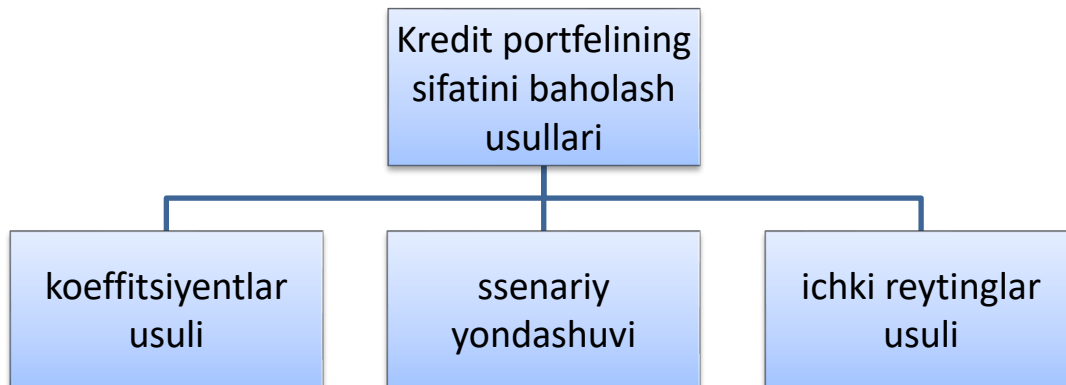 Kredit portfelining
sifatini baholash
usullari
koeffitsiyentlar
usuli
ssenariy
yondashuvi
ichki reytinglar
usuli